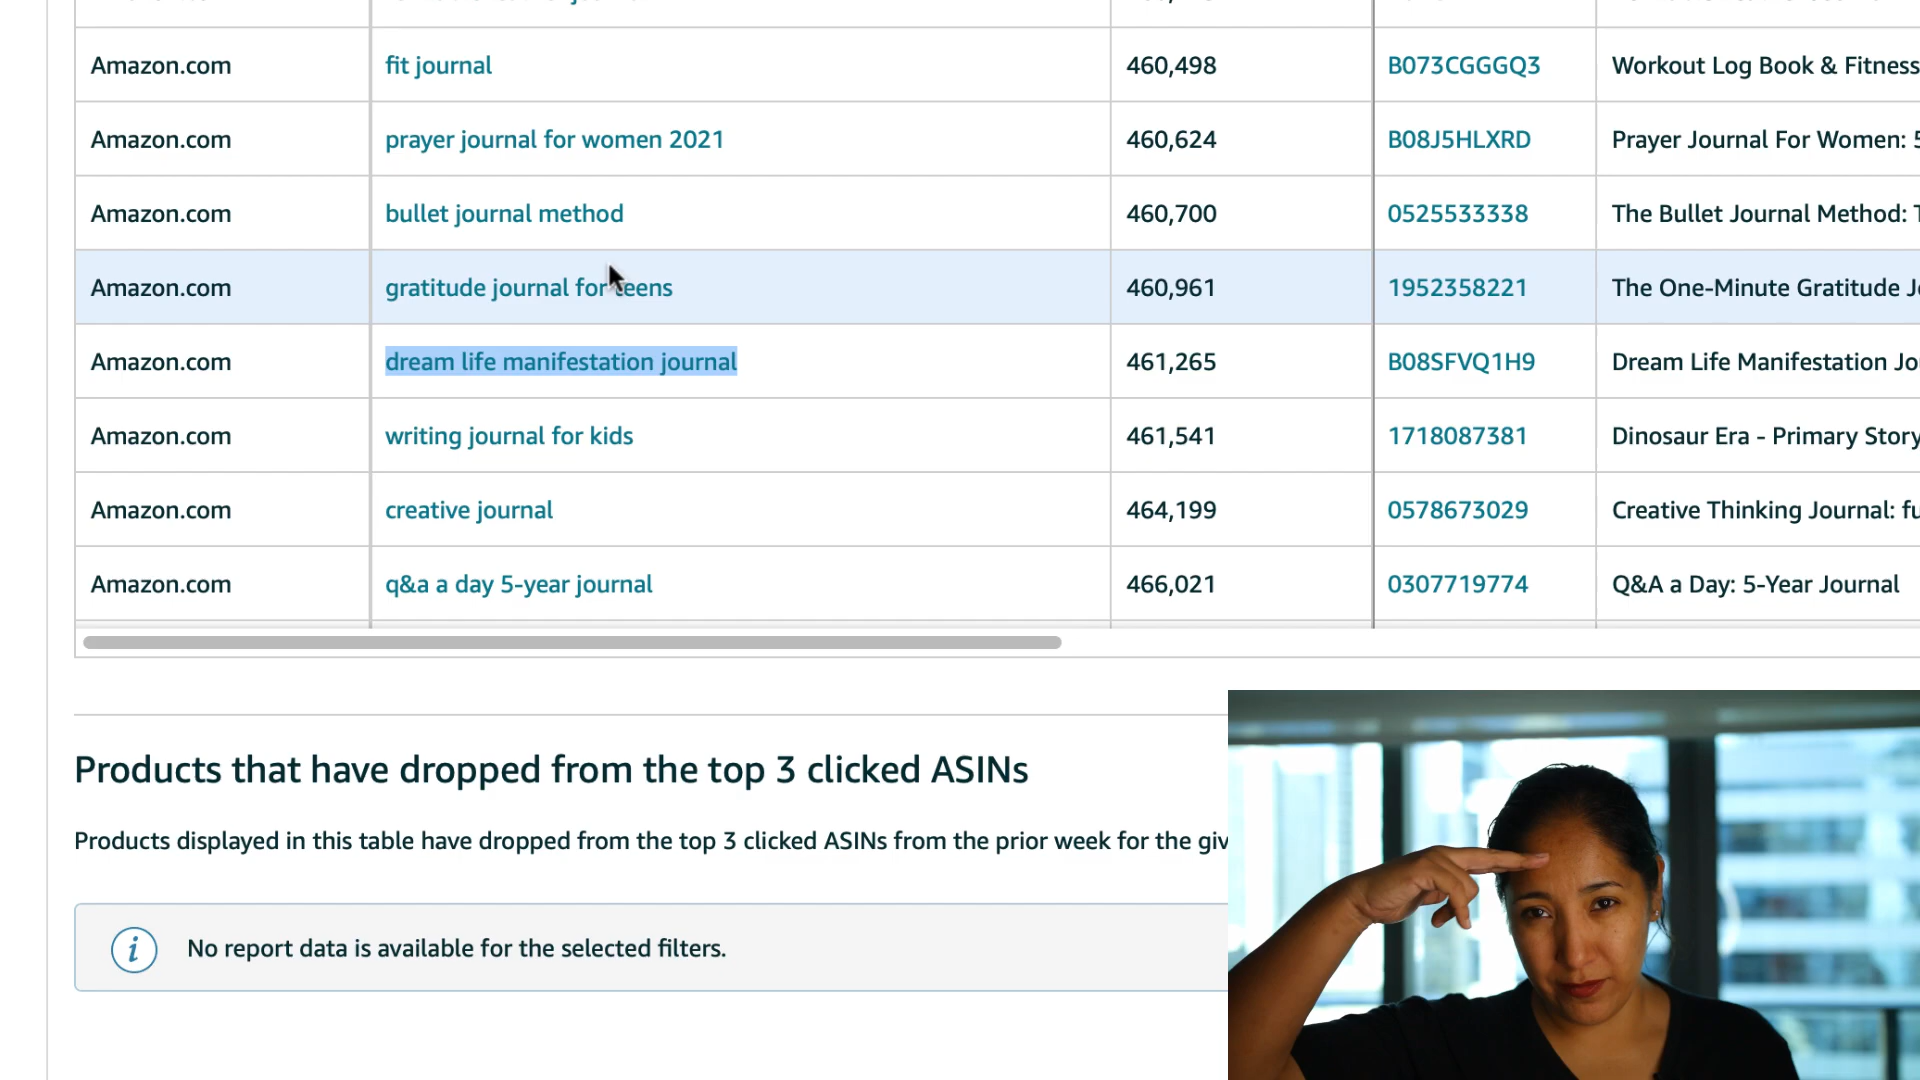 Amazon.com fit journal 460,498 B073CGGGQ3 Workout Log Book & Fitness
Amazon.com prayer journal for women 2021 460,624 B08J5HLXRD Prayer Journal For Women: 5
Amazon.com bullet journal method 460,700 0525533338 The Bullet Journal Method: T
Amazon.com gratitude journal for teens 460,961 1952358221 The One-Minute Gratitude Jo
Amazon.com dream life manifestation journal 461,265 B08SFVQ1H9 Dream Life Manifestation Jo
Amazon.com writing journal for kids 461,541 1718087381 Dinosaur Era - Primary Story
Amazon.com creative journal 464,199 0578673029 Creative Thinking Journal: fu
Amazon.com q&a a day 5-year journal 466,021 0307719774 Q&A a Day: 5-Year Journal
Products that have dropped from the top 3 clicked ASINs
Products displayed in this table have dropped from the top 3 clicked ASINs from the prior week for the giv
i No report data is available for the selected filters.